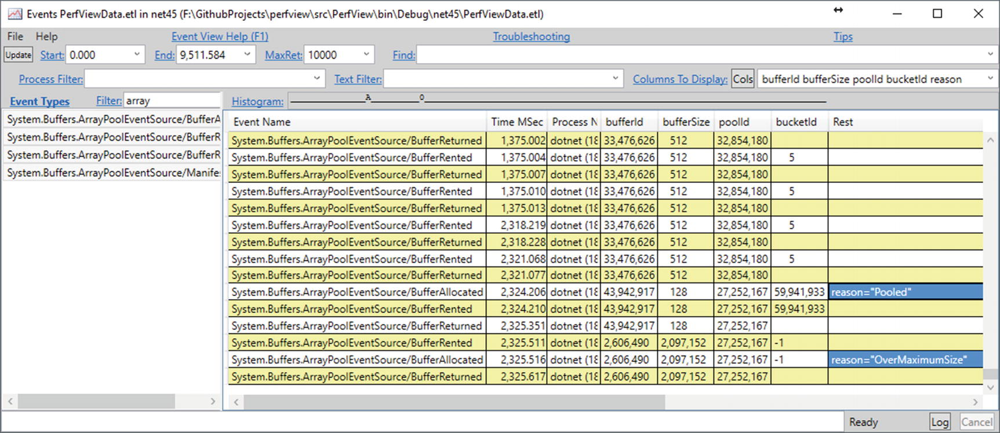 Events PerfViewData.etl in net45 (F:\GithubProjects\perfview\src\PerfView\bin\Debug\net45\PerfViewData.etl)
File Help Event View Help (F1) Troubleshooting Tips
Update Start: 0.000 End: 9,511.584 MaxRet: 10000 Find:
Process Filter: Text Filter: Columns To Display: Cols bufferId bufferSize poolId bucketId reason
Event Types Filter: array Histogram: A O
System.Buffers.ArrayPoolEventSource/BufferA
System.Buffers.ArrayPoolEventSource/BufferR
System.Buffers.ArrayPoolEventSource/BufferR
System.Buffers.ArrayPoolEventSource/Manife
Event Name Time MSec Process N bufferId bufferSize poolId bucketId Rest
System.Buffers.ArrayPoolEventSource/BufferReturned 1,375.002 dotnet (18 33,476,626 512 32,854,180
System.Buffers.ArrayPoolEventSource/BufferRented 1,375.004 dotnet (18 33,476,626 512 32,854,180 5
System.Buffers.ArrayPoolEventSource/BufferReturned 1,375.007 dotnet (18 33,476,626 512 32,854,180
System.Buffers.ArrayPoolEventSource/BufferRented 1,375.010 dotnet (18 33,476,626 512 32,854,180 5
System.Buffers.ArrayPoolEventSource/BufferReturned 1,375.013 dotnet (18 33,476,626 512 32,854,180
System.Buffers.ArrayPoolEventSource/BufferRented 2,318.219 dotnet (18 33,476,626 512 32,854,180 5
System.Buffers.ArrayPoolEventSource/BufferReturned 2,318.228 dotnet (18 33,476,626 512 32,854,180
System.Buffers.ArrayPoolEventSource/BufferRented 2,321.068 dotnet (18 33,476,626 512 32,854,180 5
System.Buffers.ArrayPoolEventSource/BufferReturned 2,321.077 dotnet (18 33,476,626 512 32,854,180
System.Buffers.ArrayPoolEventSource/BufferAllocated 2,324.206 dotnet (18 43,942,917 128 27,252,167 59,941,933 reason="Pooled"
System.Buffers.ArrayPoolEventSource/BufferRented 2,324.210 dotnet (18 43,942,917 128 27,252,167 59,941,933
System.Buffers.ArrayPoolEventSource/BufferReturned 2,325.351 dotnet (18 43,942,917 128 27,252,167
System.Buffers.ArrayPoolEventSource/BufferRented 2,325.511 dotnet (18 2,606,490 2,097,152 27,252,167 -1
System.Buffers.ArrayPoolEventSource/BufferAllocated 2,325.516 dotnet (18 2,606,490 2,097,152 27,252,167 -1 reason="OverMaximumSize"
System.Buffers.ArrayPoolEventSource/BufferReturned 2,325.617 dotnet (18 2,606,490 2,097,152 27,252,167
Ready Log Cancel